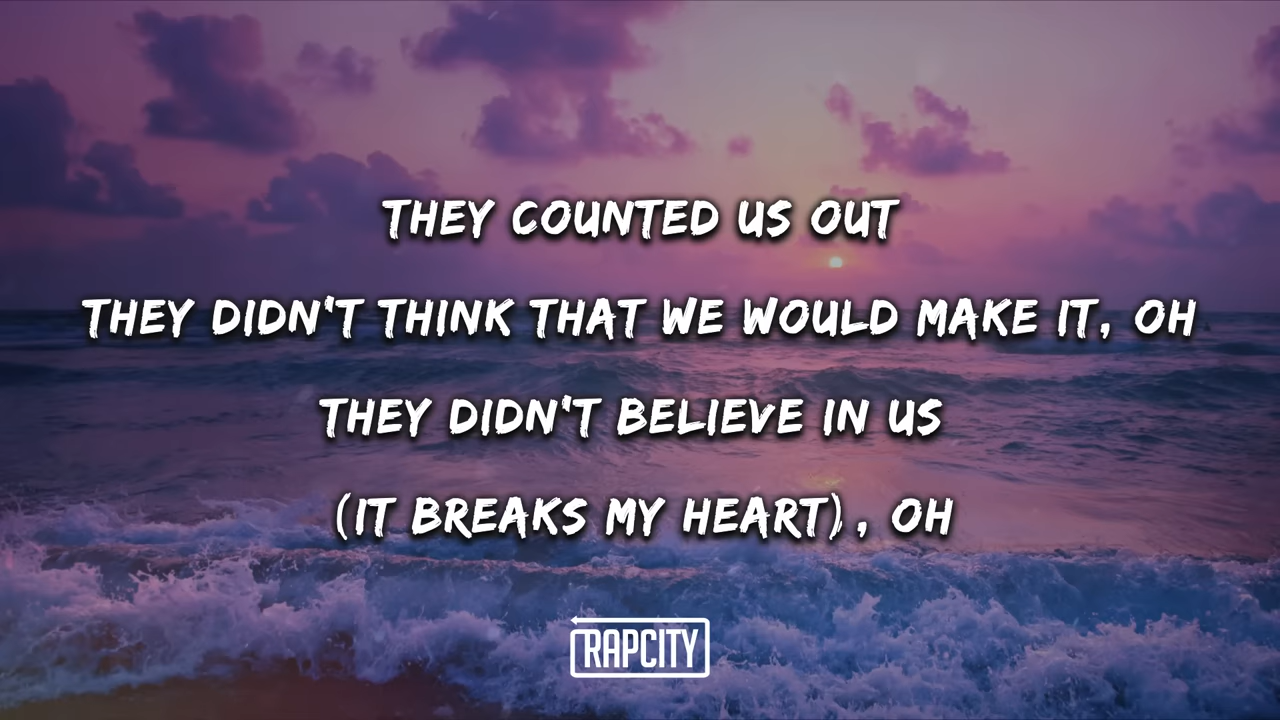 THEY COUNTED US OUT
THEY DIDN'T THINK THAT WE WOULD MAKE IT, OH
THEY DIDN'T BELIEVE IN US
(IT BREAKS MY HEART), OH
RAPCITY